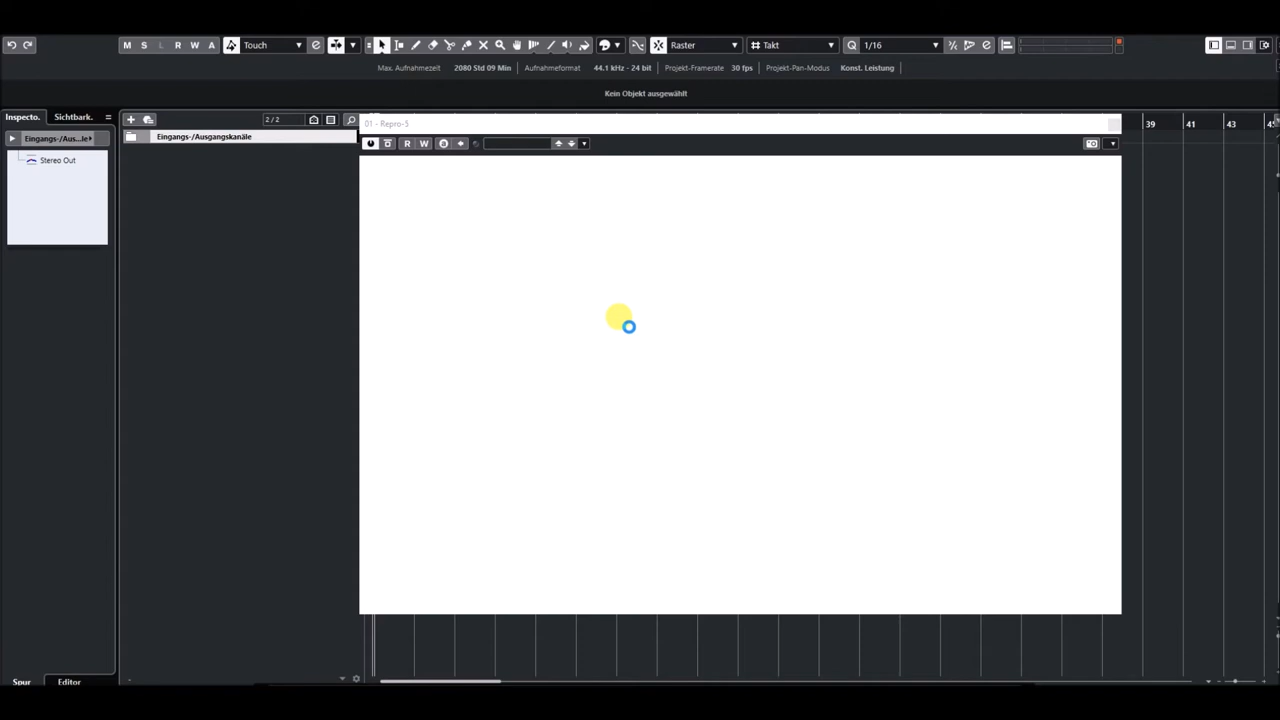 M S L R W A Touch Raster Takt 1/16
Max. Aufnahmezeit 2080 Std 09 Min Aufnahmeformat 44.1 kHz - 24 bit Projekt-Framerate 30 fps Projekt-Pan-Modus Konst. Leistung
Kein Objekt ausgewählt
Inspecto. Sichtbark. 2 / 2 01 - Repro-5 39 41 43 45
Eingangs-/Aus...le Eingangs-/Ausgangskanäle R W
Stereo Out
Spur Editor